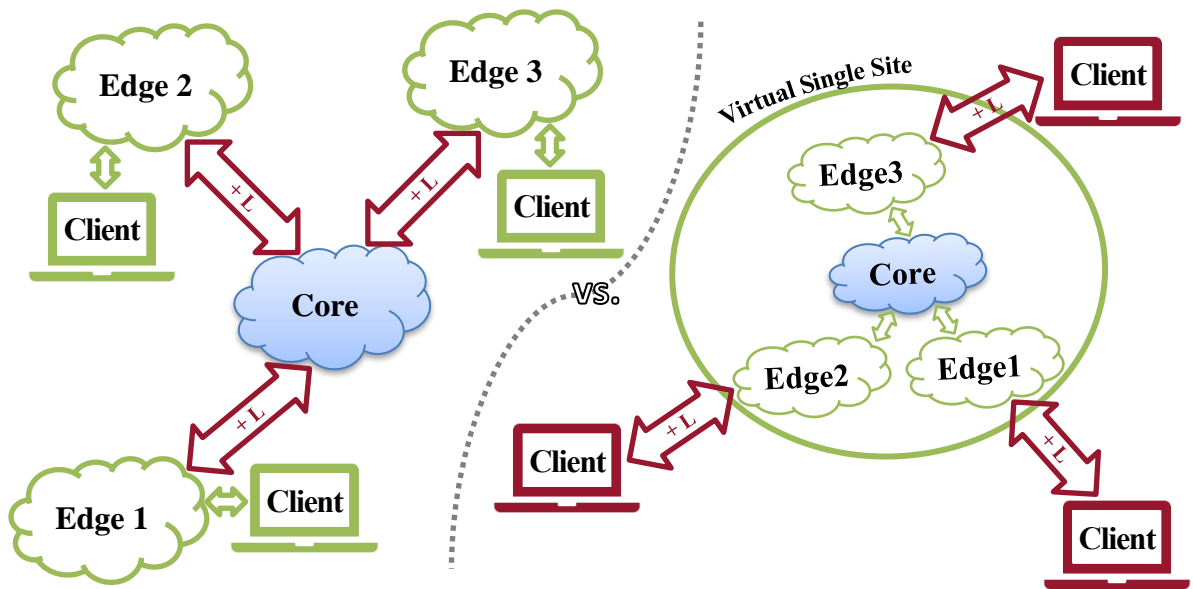 Edge 2
Edge 3
Client
+ L
+ L
Client
Core
+ L
Edge 1
Client
vs.
Virtual Single Site
+ L
Client
Edge3
Core
Edge2
Edge1
+ L
Client
+ L
Client